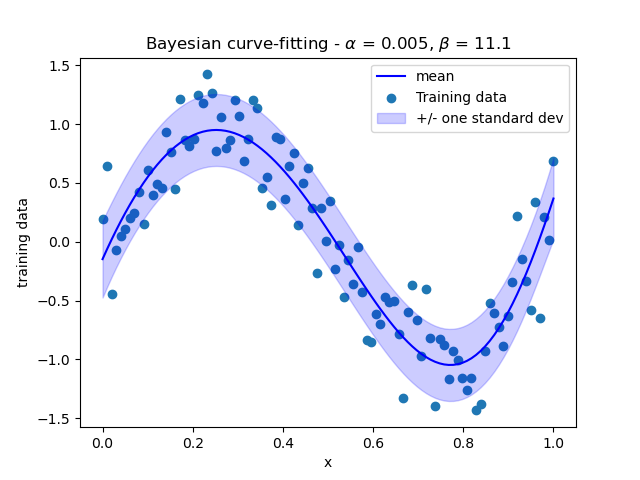 Bayesian curve-fitting - α = 0.005, β = 11.1
mean
Training data
+/- one standard dev
training data
1.5
1.0
0.5
0.0
−0.5
−1.0
−1.5
0.0 0.2 0.4 0.6 0.8 1.0
x